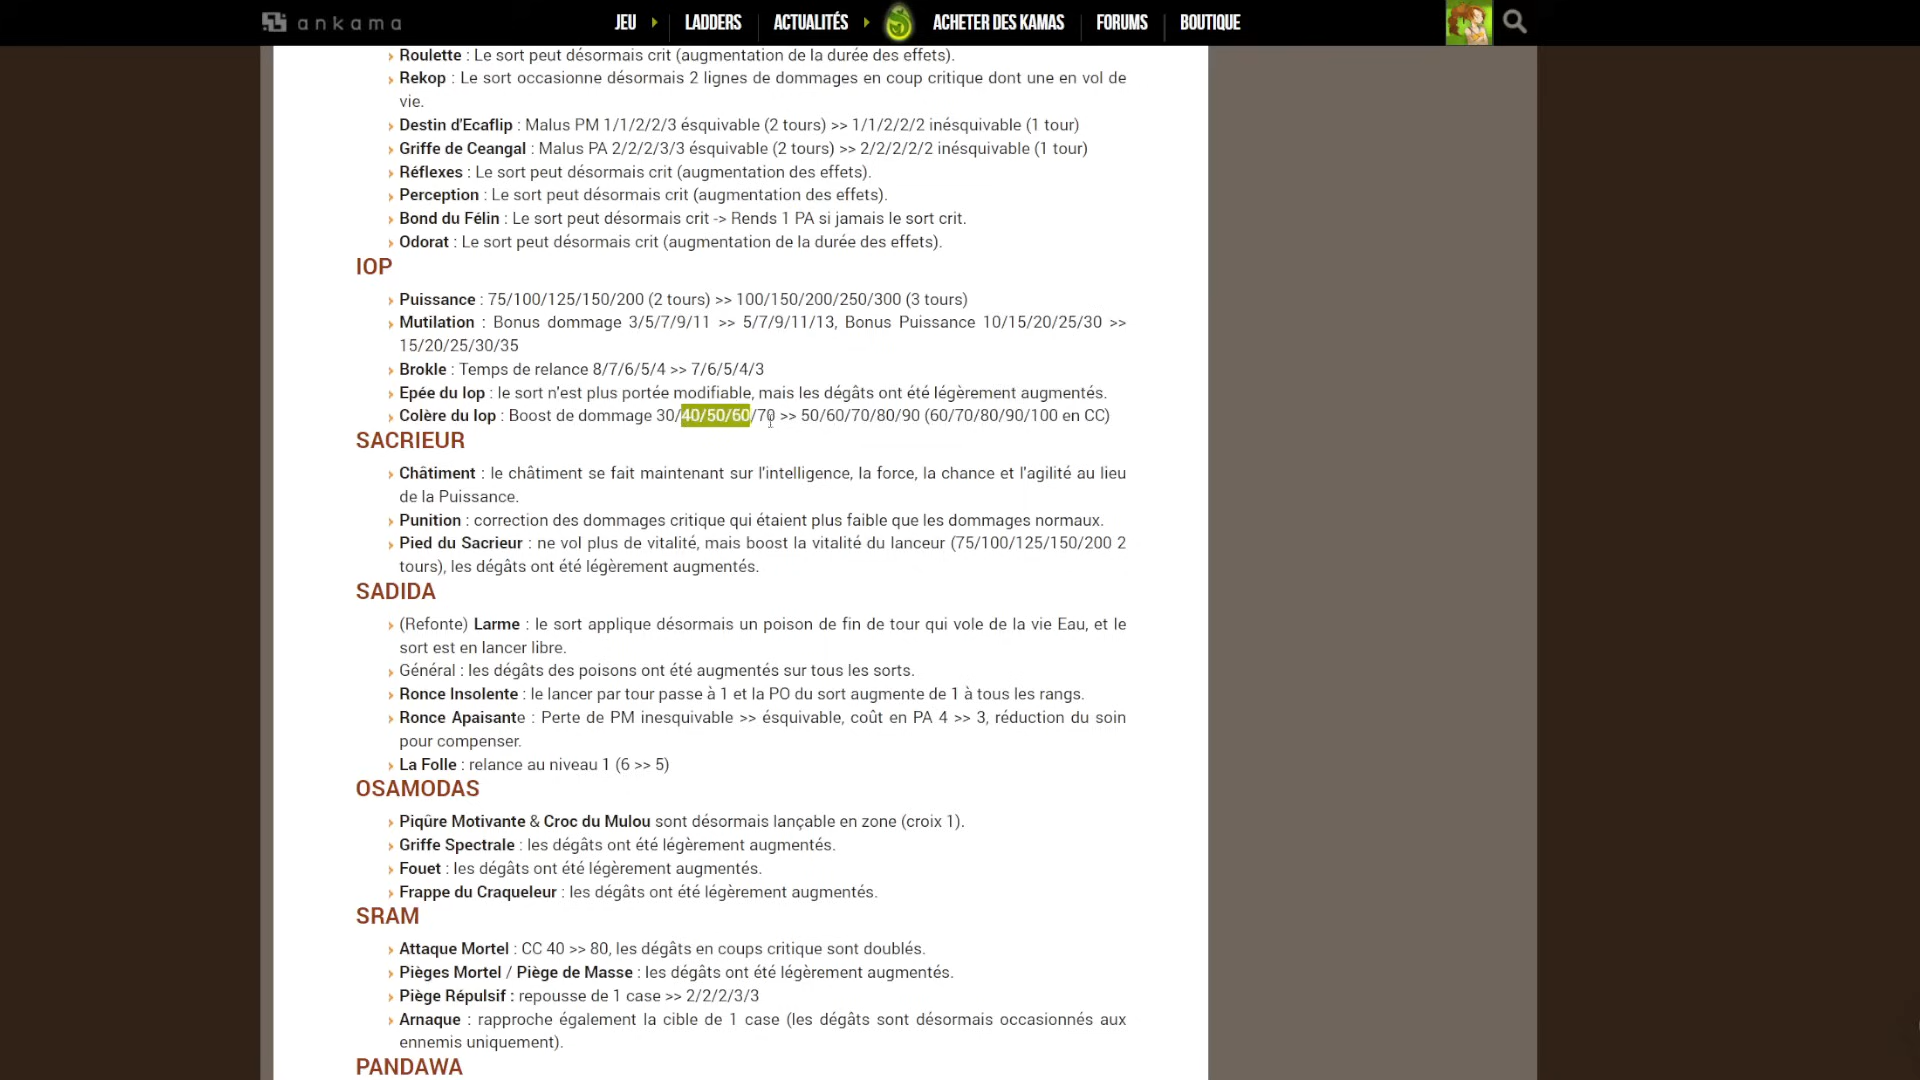 ankama
JEU
LADDERS
ACTUALITÉS
ACHETER DES KAMAS
FORUMS
BOUTIQUE
Roulette : Le sort peut désormais crit (augmentation de la durée des effets).
Rekop : Le sort occasionne désormais 2 lignes de dommages en coup critique dont une en vol de
vie.
Destin d'Ecaflip : Malus PM 1/1/2/2/3 ésquivable (2 tours) >> 1/1/2/2/2 inésquivable (1 tour)
Griffe de Ceangal : Malus PA 2/2/2/3/3 ésquivable (2 tours) >> 2/2/2/2/2 inésquivable (1 tour)
Réflexes : Le sort peut désormais crit (augmentation des effets).
Perception : Le sort peut désormais crit (augmentation des effets).
Bond du Félin : Le sort peut désormais crit -> Rends 1 PA si jamais le sort crit.
Odorat : Le sort peut désormais crit (augmentation de la durée des effets).
IOP
Puissance : 75/100/125/150/200 (2 tours) >> 100/150/200/250/300 (3 tours)
Mutilation : Bonus dommage 3/5/7/9/11 >> 5/7/9/11/13, Bonus Puissance 10/15/20/25/30 >>
15/20/25/30/35
Brokle : Temps de relance 8/7/6/5/4 >> 7/6/5/4/3
Epée du Iop : le sort n'est plus portée modifiable, mais les dégâts ont été légèrement augmentés.
Colère du Iop : Boost de dommage 30/40/50/60/70 >> 50/60/70/80/90 (60/70/80/90/100 en CC)
SACRIEUR
Châtiment : le châtiment se fait maintenant sur l'intelligence, la force, la chance et l'agilité au lieu
de la Puissance.
Punition : correction des dommages critique qui étaient plus faible que les dommages normaux.
Pied du Sacrieur : ne vol plus de vitalité, mais boost la vitalité du lanceur (75/100/125/150/200 2
tours), les dégâts ont été légèrement augmentés.
SADIDA
(Refonte) Larme : le sort applique désormais un poison de fin de tour qui vole de la vie Eau, et le
sort est en lancer libre.
Général : les dégâts des poisons ont été augmentés sur tous les sorts.
Ronce Insolente : le lancer par tour passe à 1 et la PO du sort augmente de 1 à tous les rangs.
Ronce Apaisante : Perte de PM inesquivable >> ésquivable, coût en PA 4 >> 3, réduction du soin
pour compenser.
La Folle : relance au niveau 1 (6 >> 5)
OSAMODAS
Piqûre Motivante & Croc du Mulou sont désormais lançable en zone (croix 1).
Griffe Spectrale : les dégâts ont été légèrement augmentés.
Fouet : les dégâts ont été légèrement augmentés.
Frappe du Craqueleur : les dégâts ont été légèrement augmentés.
SRAM
Attaque Mortel : CC 40 >> 80, les dégâts en coups critique sont doublés.
Pièges Mortel / Piège de Masse : les dégâts ont été légèrement augmentés.
Piège Répulsif : repousse de 1 case >> 2/2/2/3/3
Arnaque : rapproche également la cible de 1 case (les dégâts sont désormais occasionnés aux
ennemis uniquement).
PANDAWA